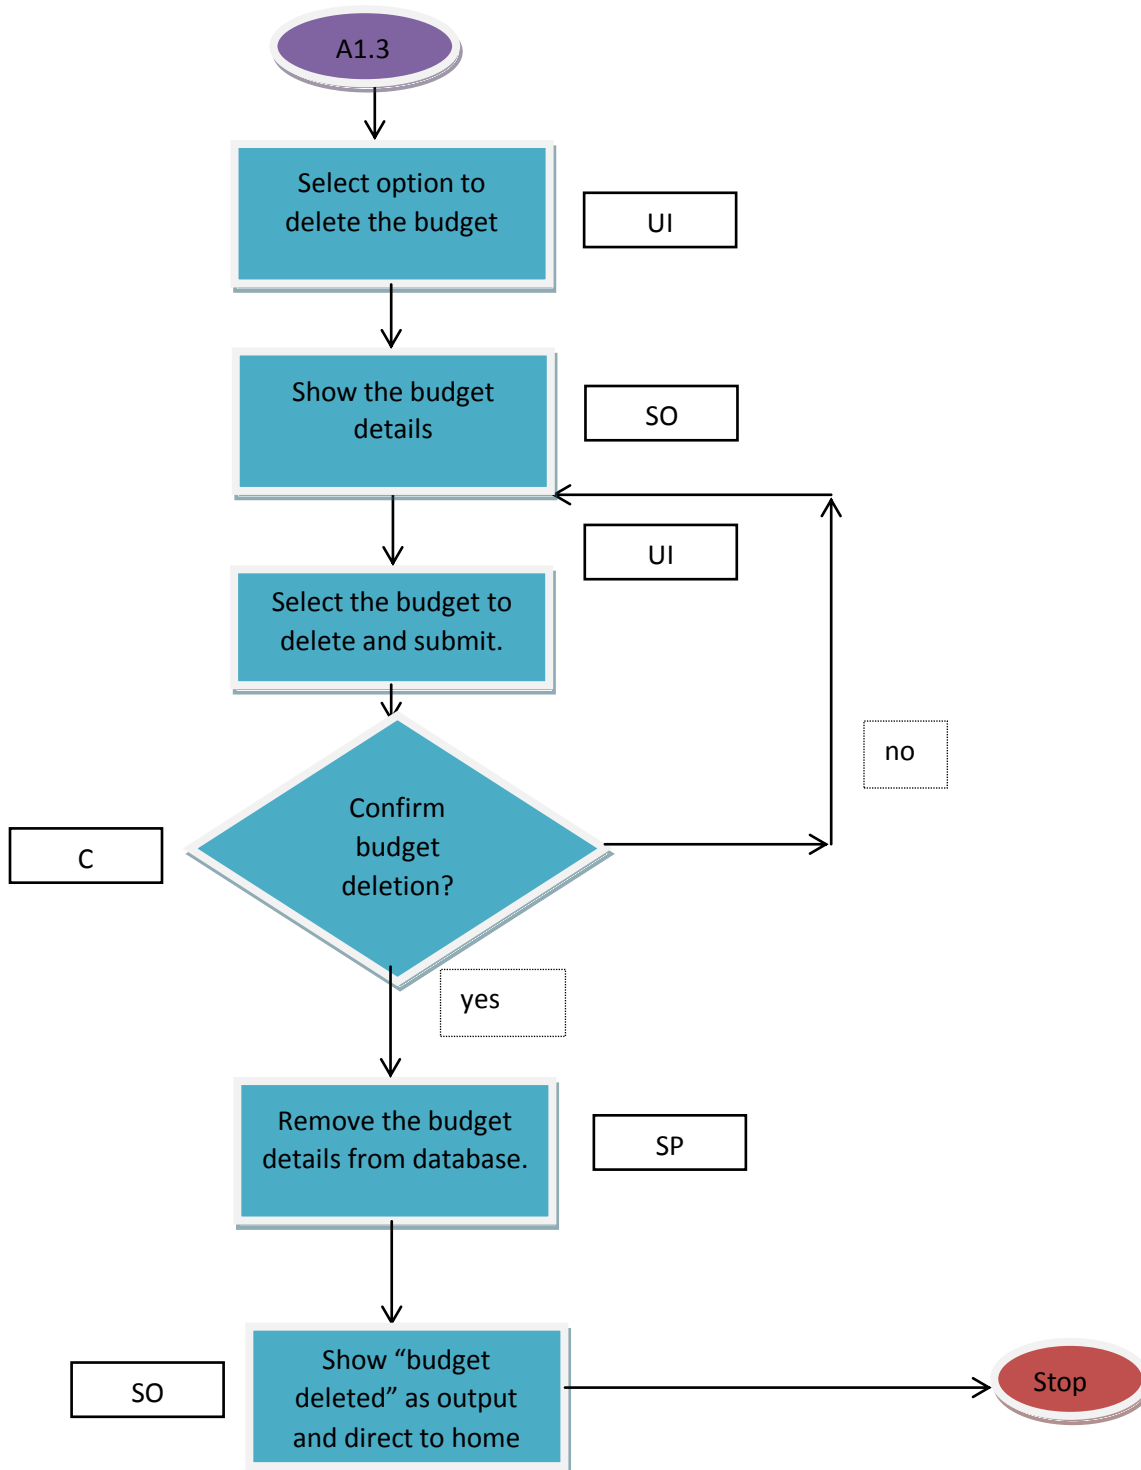 A1.3
Select option to
delete the budget
UI
Show the budget
details
SO
UI
Select the budget to
delete and submit.
no
Confirm
budget
deletion?
C
yes
Remove the budget
details from database.
SP
Show “budget
deleted” as output
and direct to home
SO
Stop